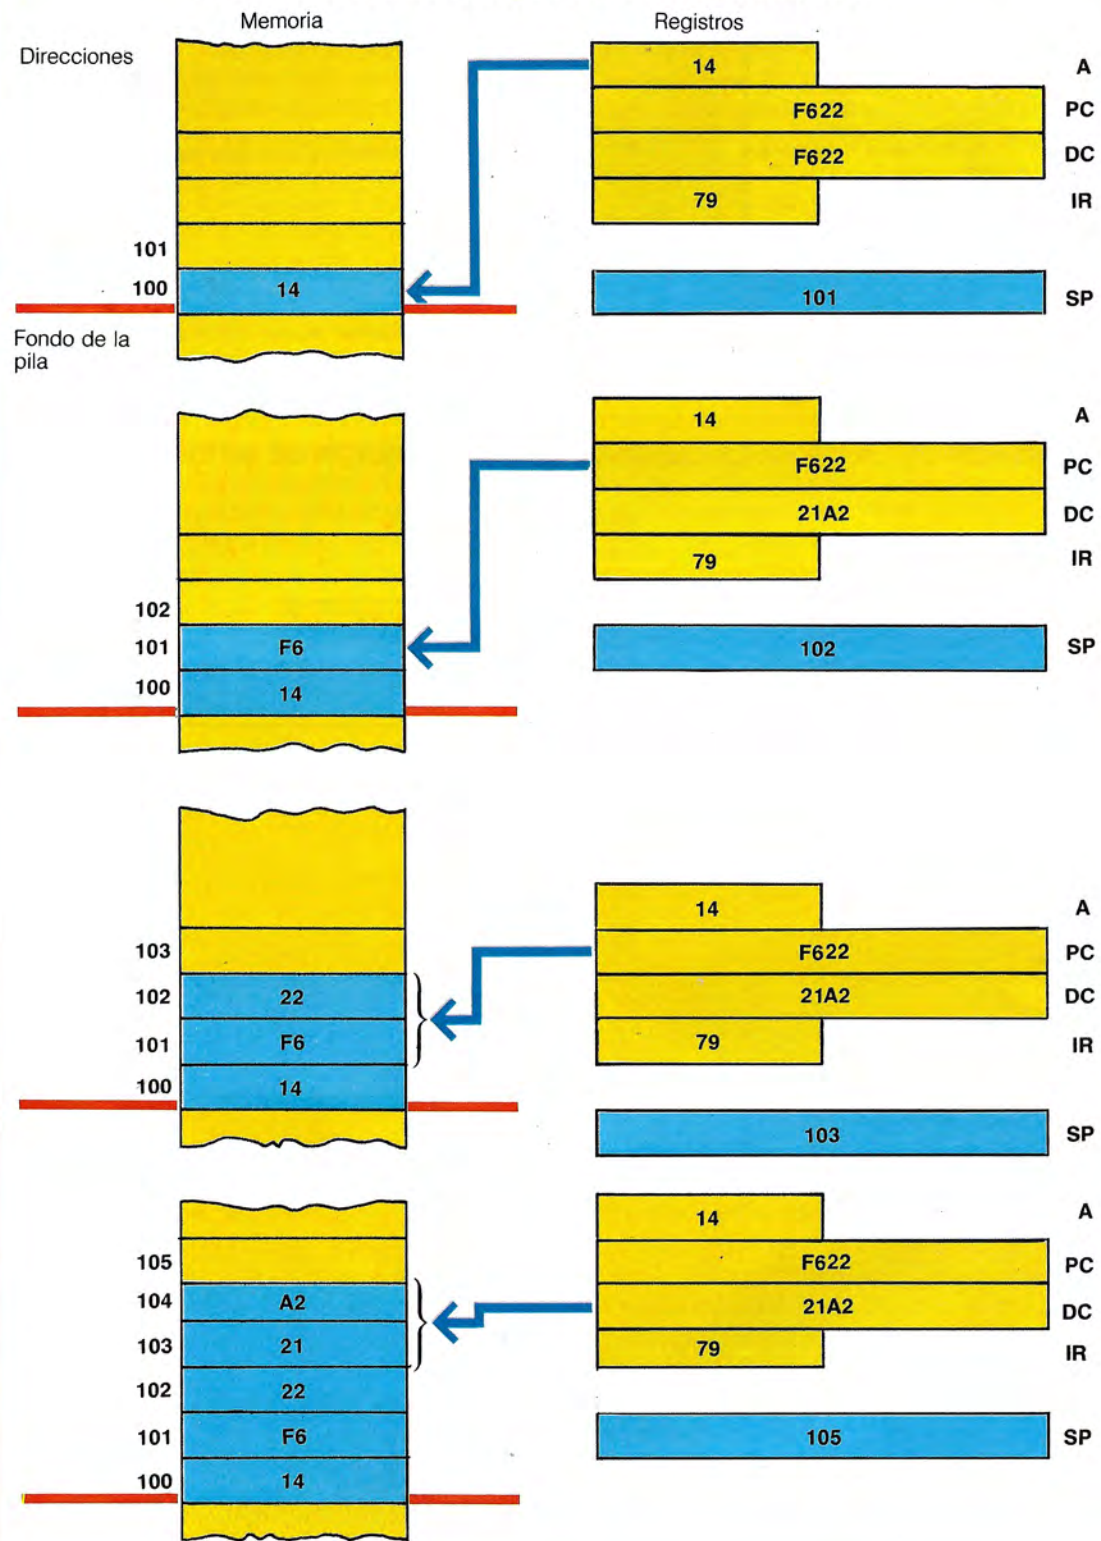 Memoria
Registros
Direcciones
14 A
F622 PC
F622 DC
79 IR
101
100 14
101 SP
Fondo de la
pila
14 A
F622 PC
21A2 DC
79 IR
102
101 F6
102 SP
100 14
14 A
103
F622 PC
102 22
21A2 DC
101 F6
79 IR
100 14
103 SP
14 A
105
F622 PC
104 A2
21A2 DC
103 21
79 IR
102 22
101 F6
105 SP
100 14